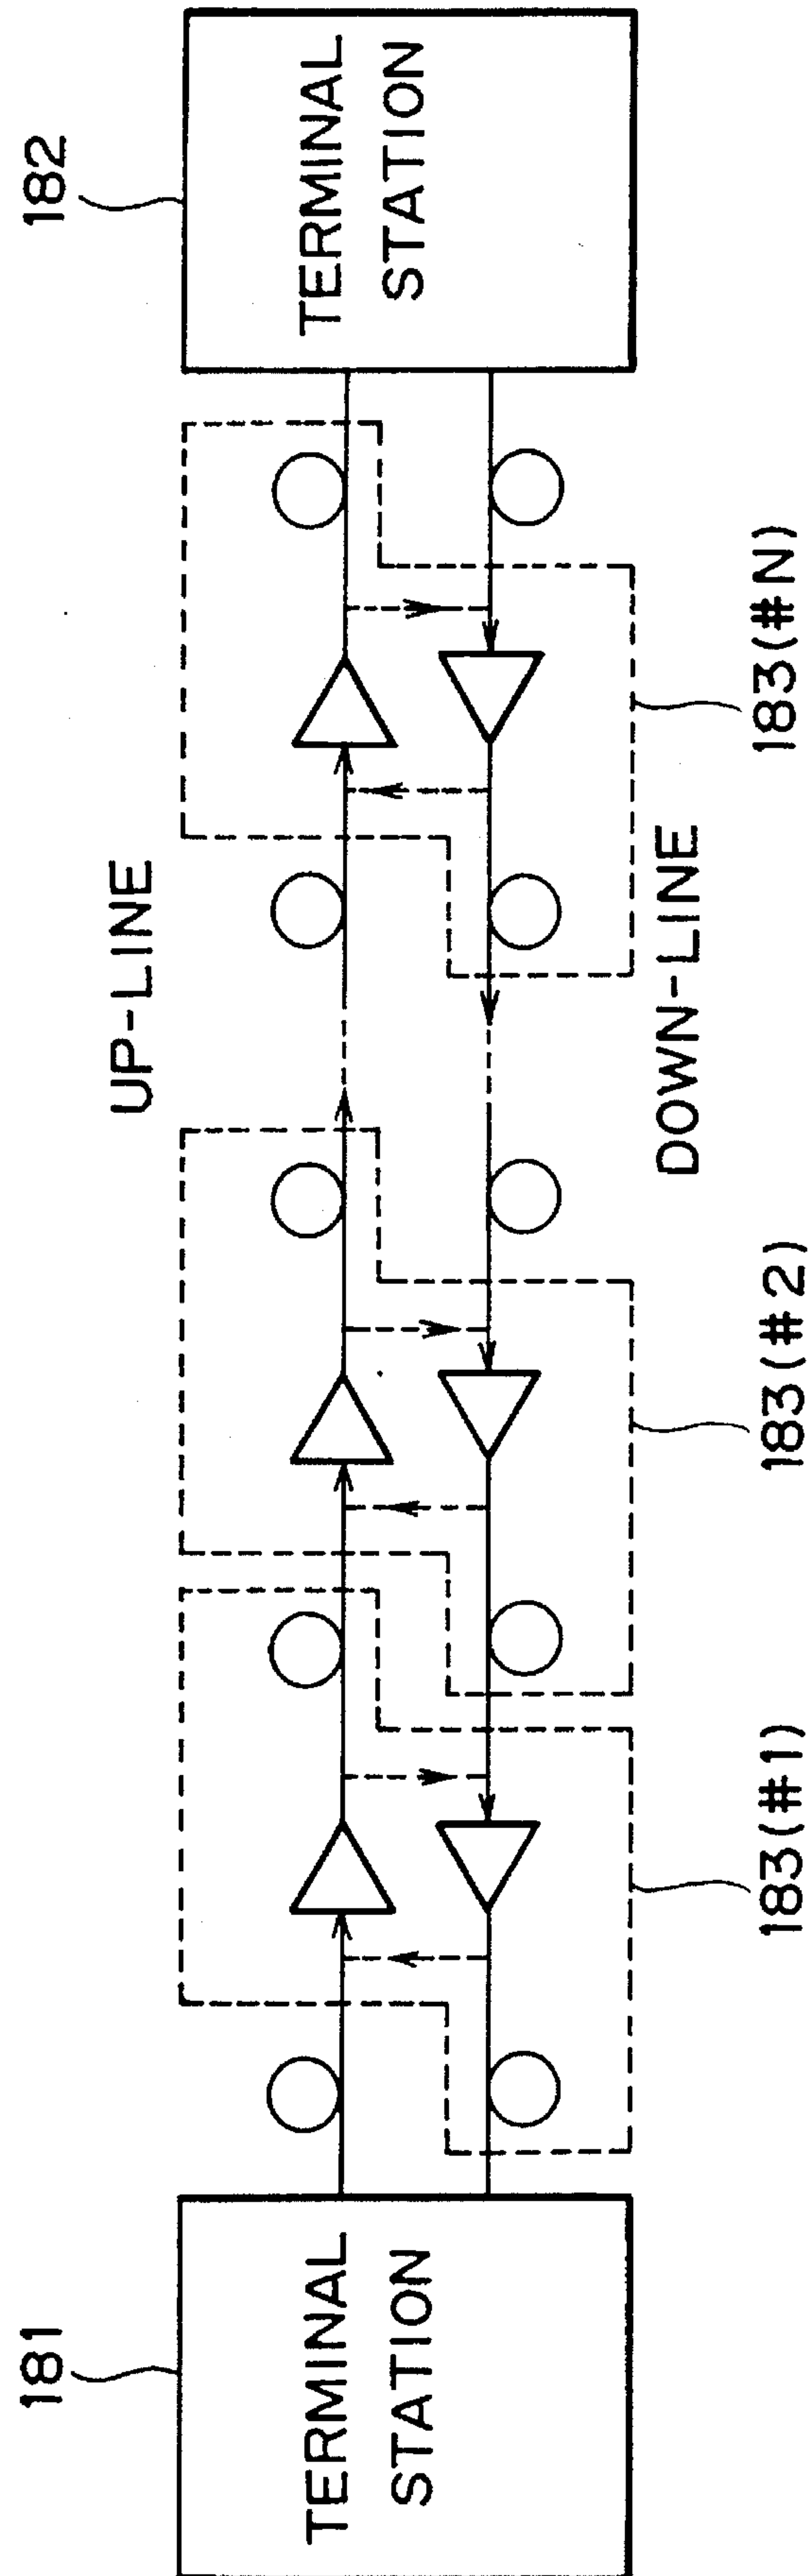 181
TERMINAL
STATION
UP-LINE
182
TERMINAL
STATION
183(#1)
183(#2)
DOWN-LINE
183(#N)